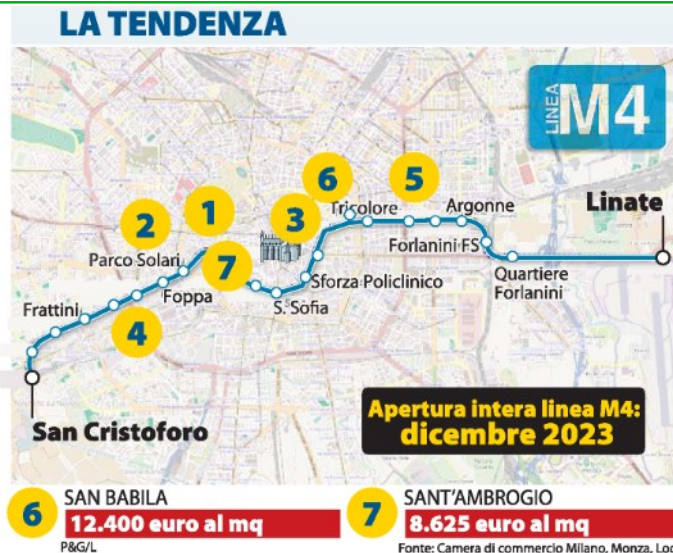 LA TENDENZA
LINEA
M4
6
5
1
2
3
Tricolore
Argonne
Linate
Parco Solari
7
Forlanini FS
Foppa
Sforza Policlinico
Quartiere
Forlanini
Frattini
4
S. Sofia
San Cristoforo
Apertura intera linea M4:
dicembre 2023
6
SAN BABILA
12.400 euro al mq
7
SANT'AMBROGIO
8.625 euro al mq
P&G/L
Fonte: Camera di commercio Milano, Monza, Loc